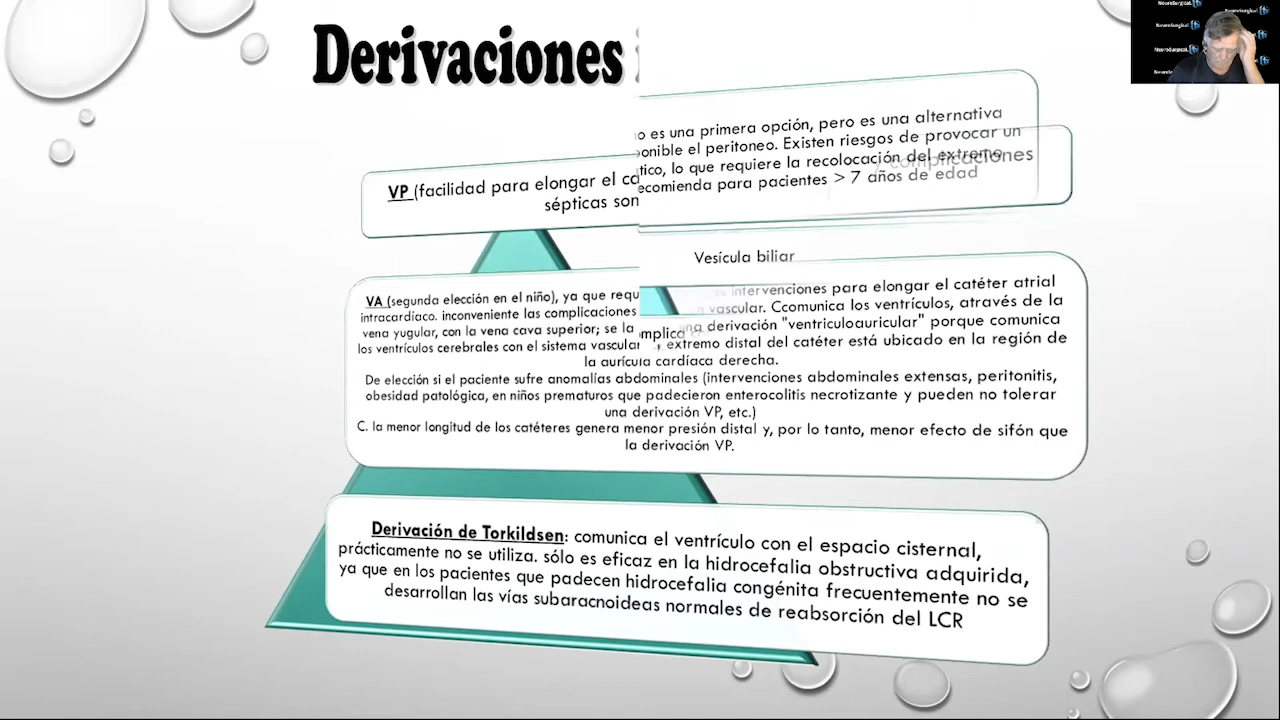 Derivaciones
o es una primera opción, pero es una alternativa
ponible el peritoneo. Existen riesgos de provocar un
tico, lo que requiere la recolocación del extremo
ecomienda para pacientes > 7 años de edad
complicaciones
VP (facilidad para elongar el ca
sépticas son
Vesícula biliar
VA (segunda elección en el niño), ya que requ
intervenciones para elongar el catéter atrial
intracardíaco. inconveniente las complicaciones
vascular. Ccomunica los ventrículos, através de la
vena yugular, con la vena cava superior; se la
una derivación "ventriculoauricular" porque comunica
los ventrículos cerebrales con el sistema vascular
extremo distal del catéter está ubicado en la región de
la aurícula cardíaca derecha.
De elección si el paciente sufre anomalías abdominales (intervenciones abdominales extensas, peritonitis,
obesidad patológica, en niños prematuros que padecieron enterocolitis necrotizante y pueden no tolerar
una derivación VP, etc.)
C. la menor longitud de los catéteres genera menor presión distal y, por lo tanto, menor efecto de sifón que
la derivación VP.
Derivación de Torkildsen: comunica el ventrículo con el espacio cisternal,
prácticamente no se utiliza. sólo es eficaz en la hidrocefalia obstructiva adquirida,
ya que en los pacientes que padecen hidrocefalia congénita frecuentemente no se
desarrollan las vías subaracnoideas normales de reabsorción del LCR